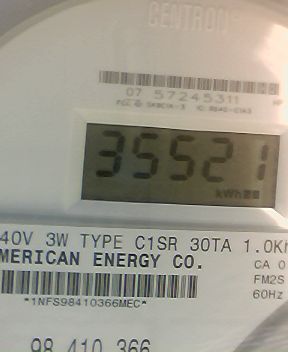 CENTRON
07 57245311
35521
kWh
40V 3W TYPE C1SR 30TA 1.0Kh
MERICAN ENERGY CO.
CA 0
FM2S
60Hz
*1NFS98410366MEC*
98 410 366